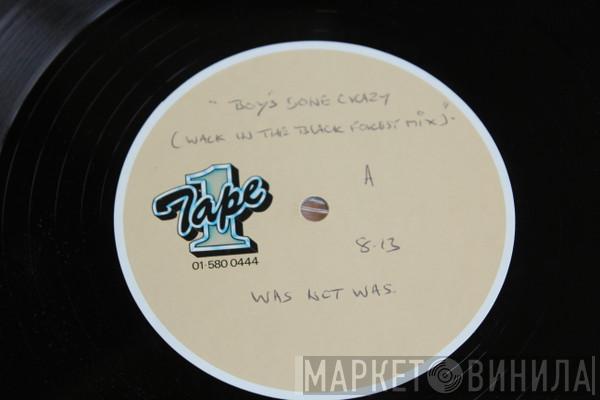 "BOY'S GONE CRAZY
(WALK IN THE BLACK FOREST MIX)"
A
Tape 1
01·580 0444
8·13
WAS NOT WAS.
МАРКЕТ ВИНИЛА